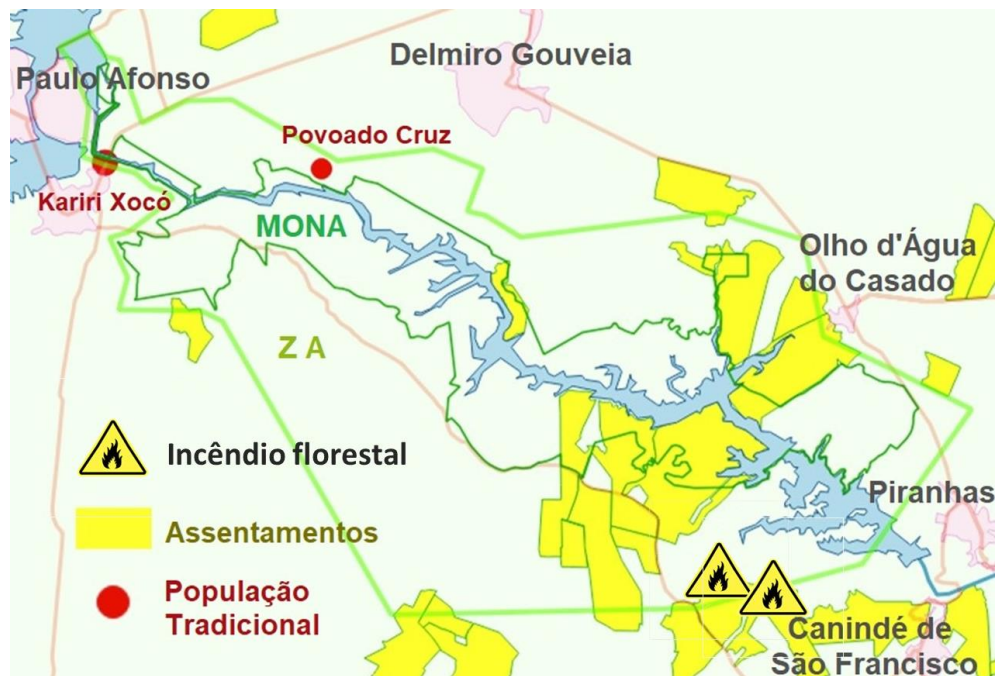 Delmiro Gouveia
Paulo Afonso
Povoado Cruz
Kariri Xocó
MONA
Olho d'Água
do Casado
Z A
Incêndio florestal
Piranhas
Assentamentos
População
Tradicional
Canindé de
São Francisco